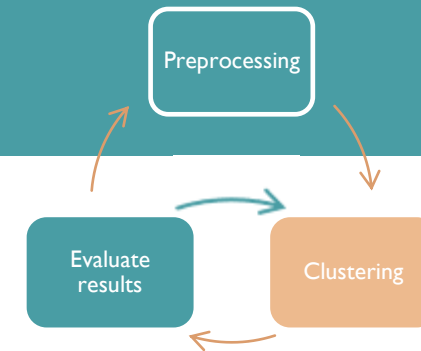 Preprocessing
Evaluate
results
Clustering